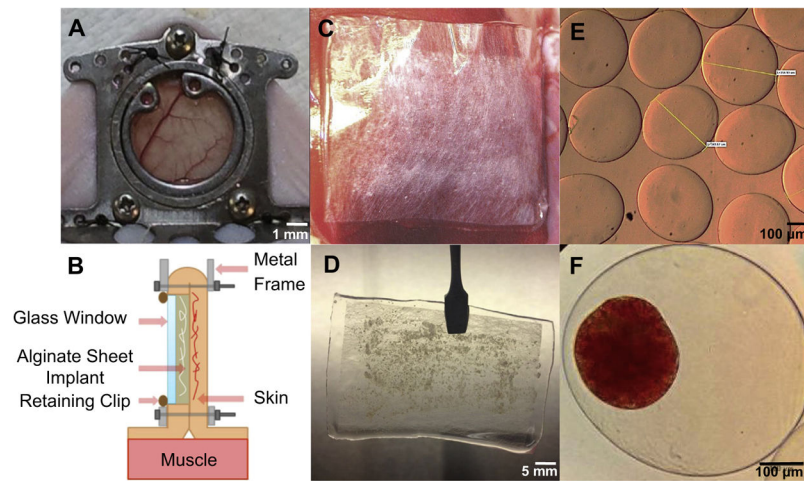 A
1 mm
B
Metal
Frame
Glass Window
Alginate Sheet
Implant
Retaining Clip
Skin
Muscle
C
D
5 mm
E
100 µm
F
100 µm